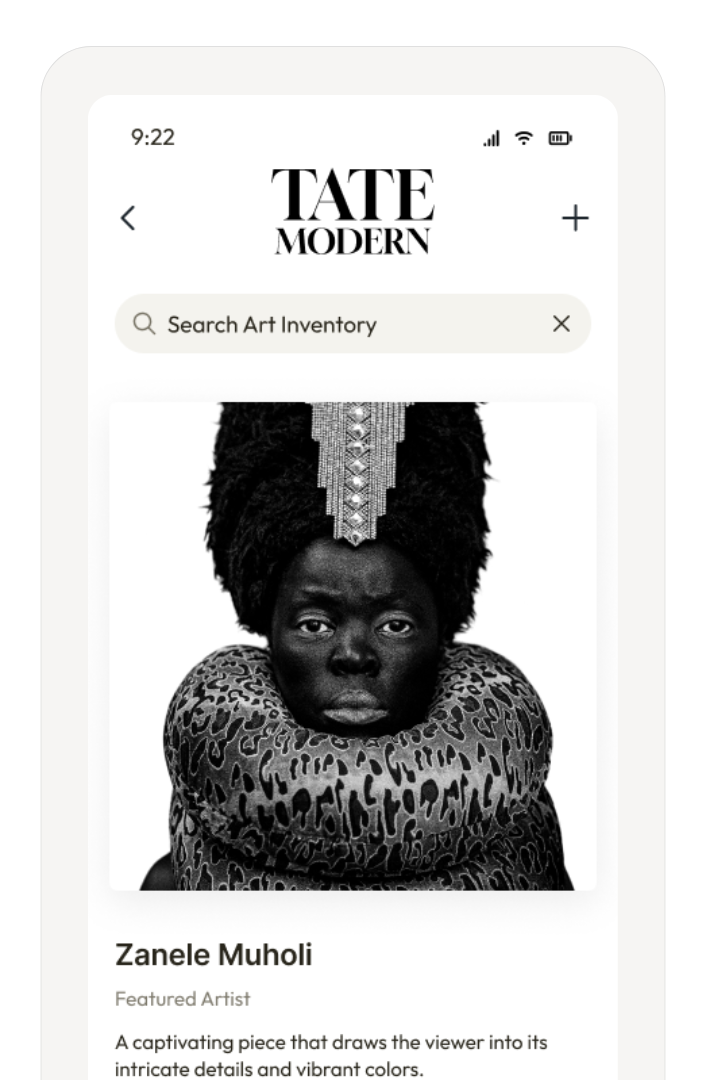 9:22
TATE
MODERN
Search Art Inventory
Zanele Muholi
Featured Artist
A captivating piece that draws the viewer into its
intricate details and vibrant colors.